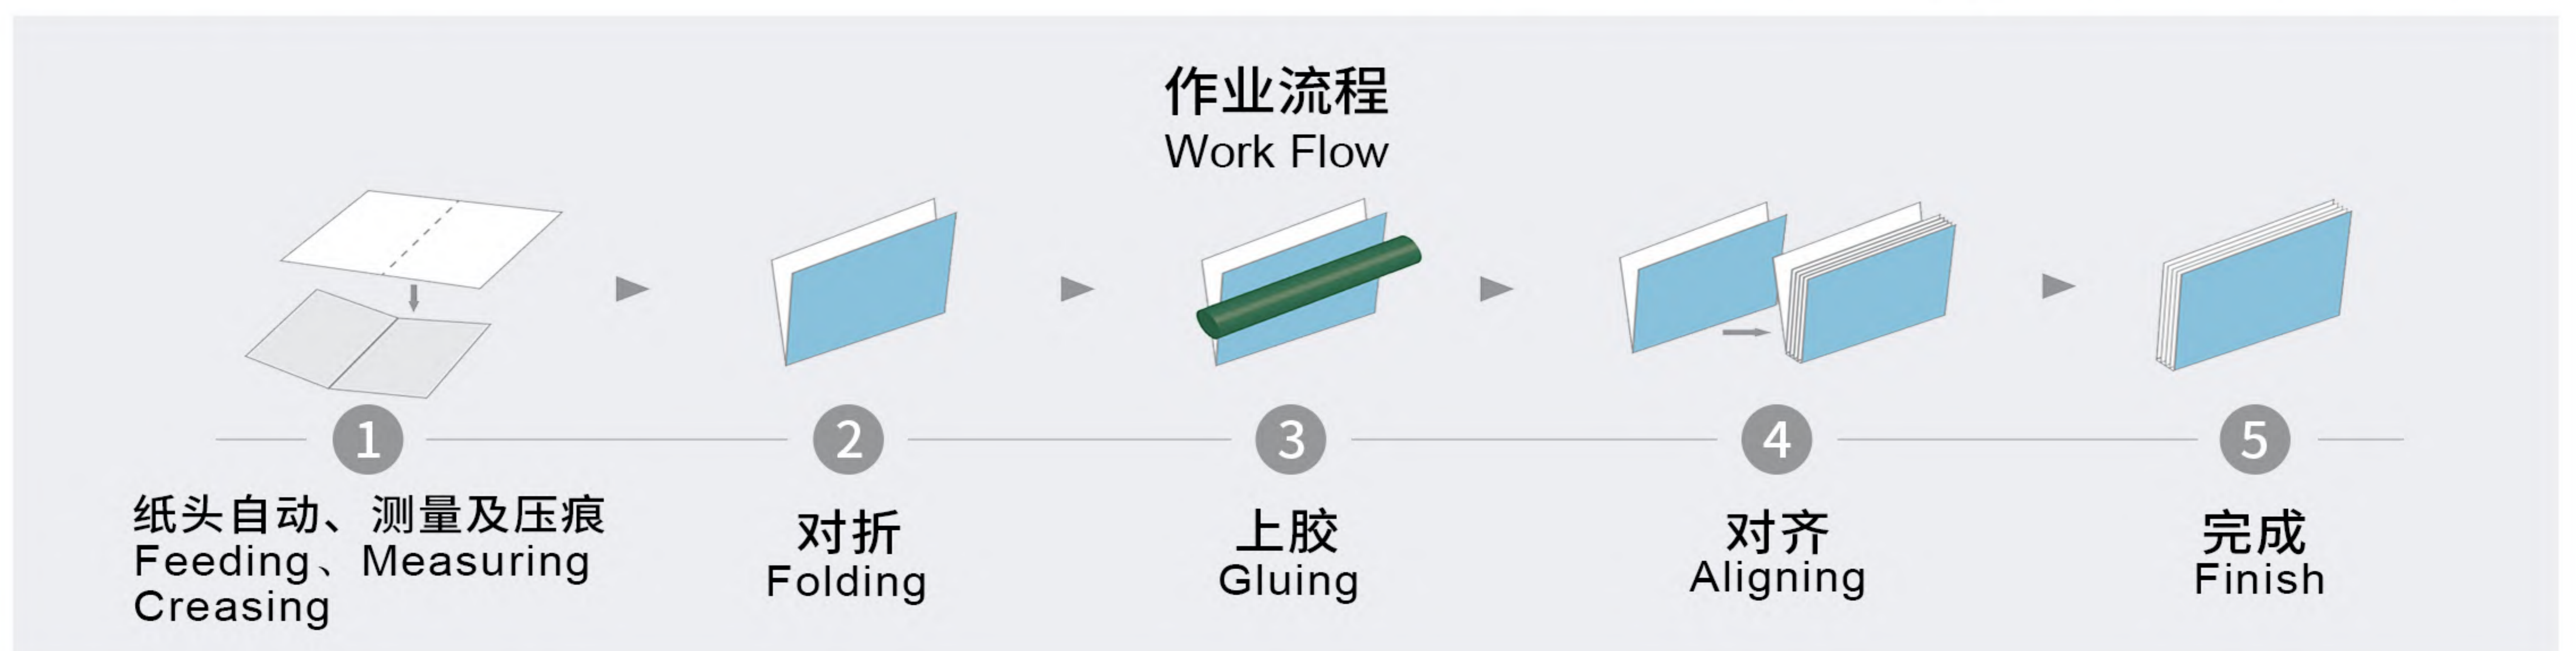 作业流程
Work Flow
1
2
3
4
5
纸头自动、测量及压痕
Feeding、Measuring
Creasing
对折
Folding
上胶
Gluing
对齐
Aligning
完成
Finish